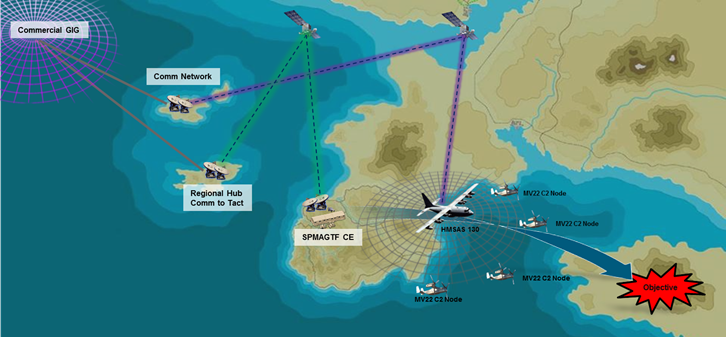 Commercial GIG
Comm Network
Regional Hub
Comm to Tact
SPMAGTF CE
HMSAS 130
MV22 C2 Node
MV22 C2 Node
MV22 C2 Node
MV22 C2 Node
Objective